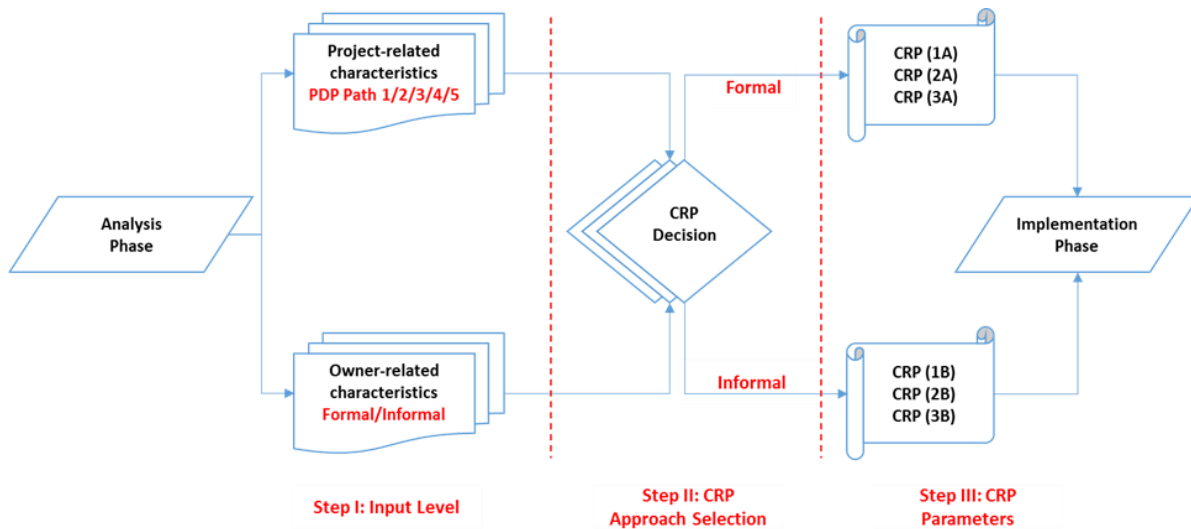 Project-related
characteristics
PDP Path 1/2/3/4/5
CRP (1A)
CRP (2A)
CRP (3A)
Formal
Analysis
Phase
CRP
Decision
Implementation
Phase
Owner-related
characteristics
Formal/Informal
Informal
CRP (1B)
CRP (2B)
CRP (3B)
Step I: Input Level
Step II: CRP
Approach Selection
Step III: CRP
Parameters